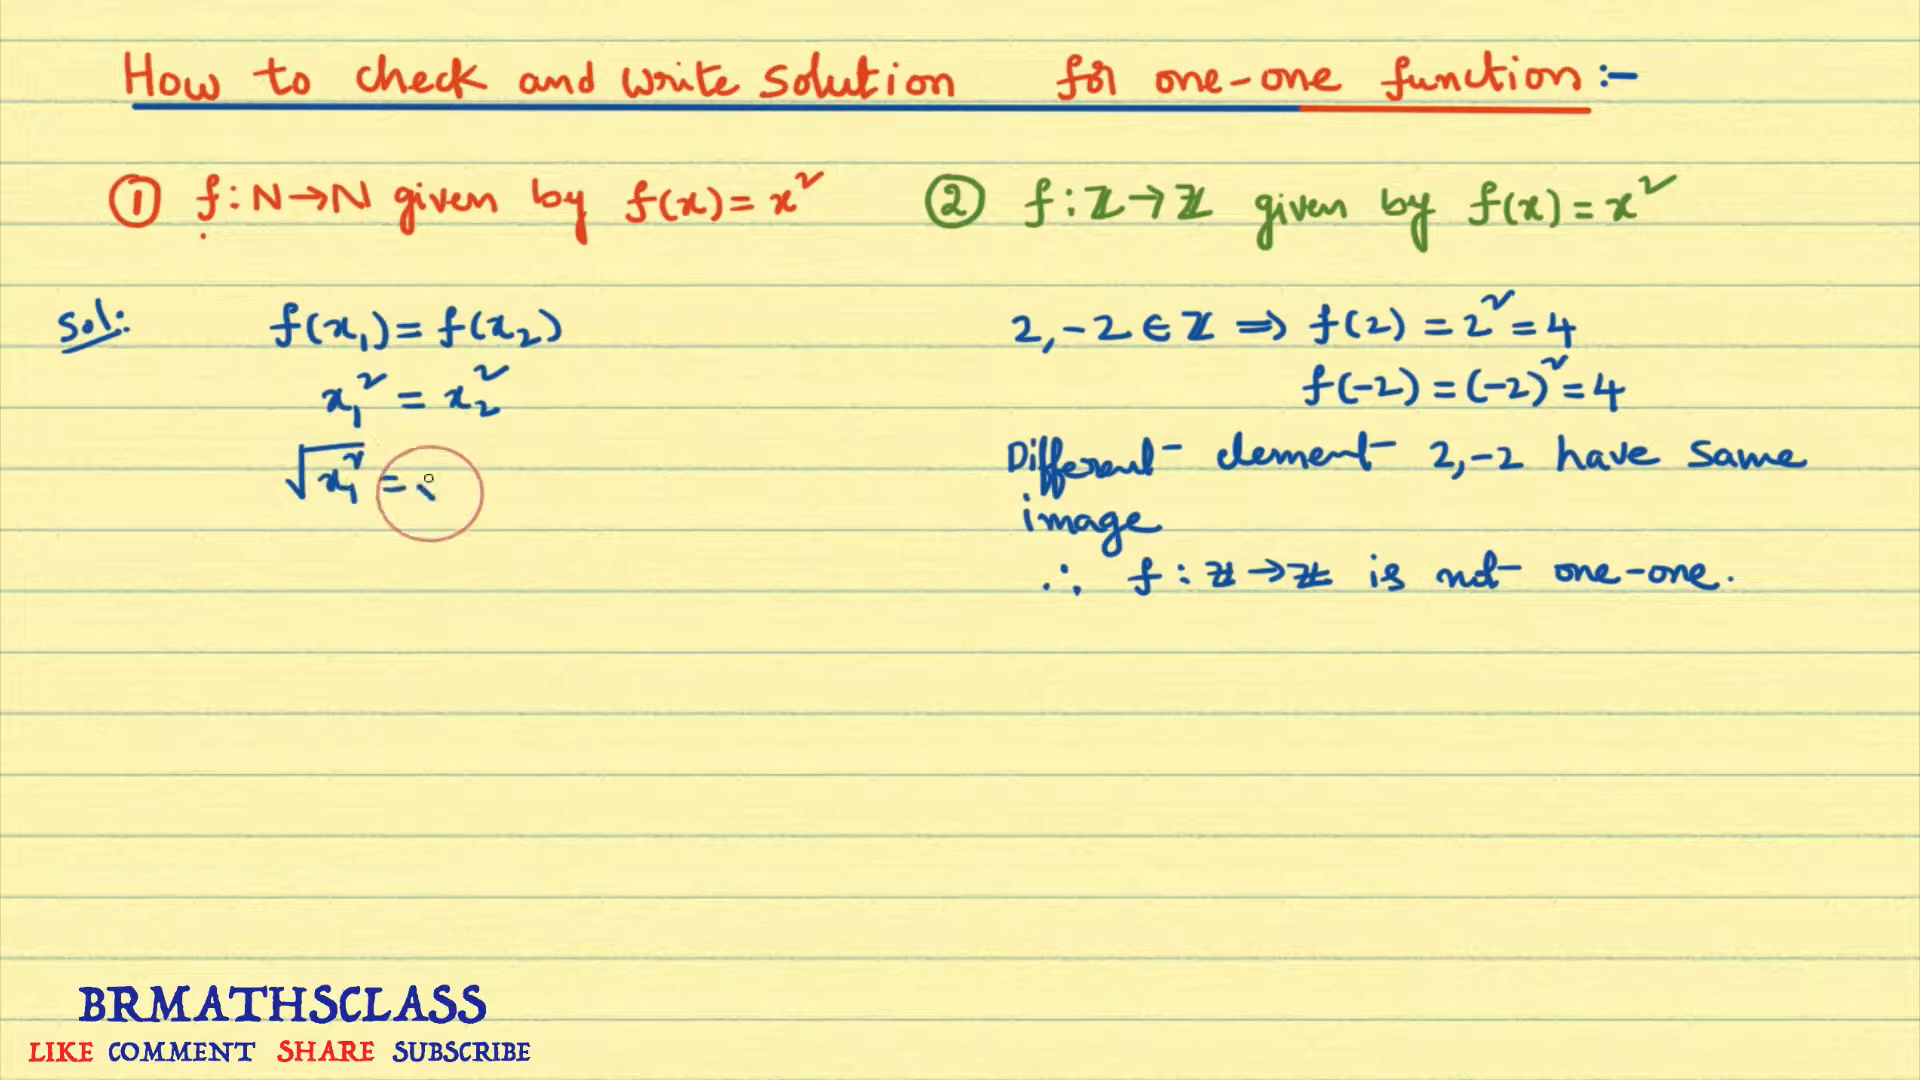 How to check and write solution for one-one function:-
① f: N→N given by f(x) = x²
② f: Z→Z given by f(x) = x²
Sol:
f(x₁) = f(x₂)
x₁² = x₂²
√x₁² =
2, -2 ∈ Z ⇒ f(2) = 2² = 4
f(-2) = (-2)² = 4
Different element 2, -2 have same
image
∴ f: Z→Z is not one-one.
BRMATHSCLASS
LIKE COMMENT SHARE SUBSCRIBE